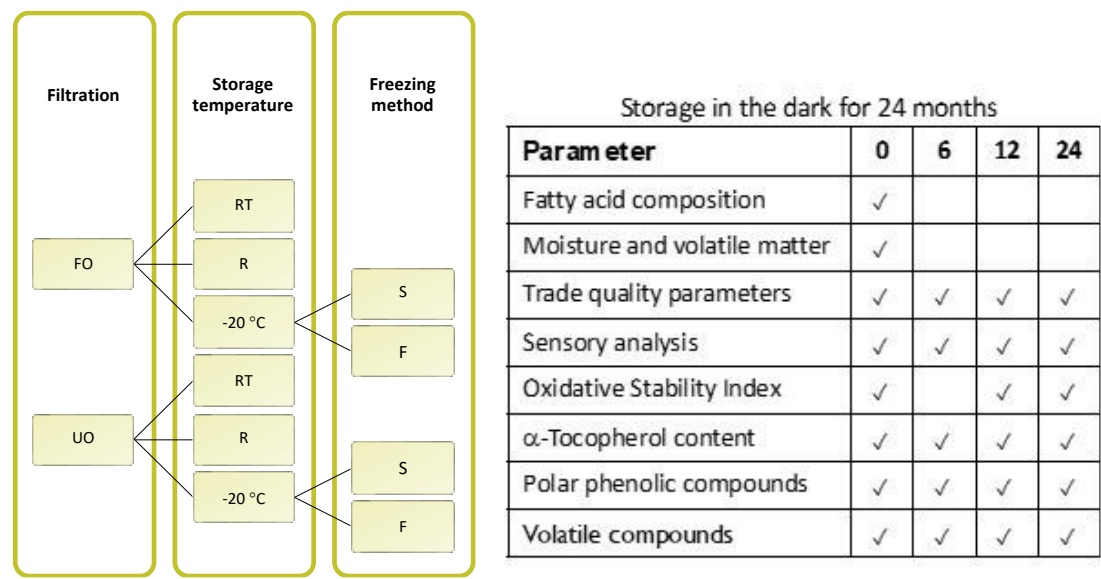 Filtration
Storage
temperature
Freezing
method
FO
RT
R
-20 °C
S
F
UO
RT
R
-20 °C
S
F
Storage in the dark for 24 months
Parameter 0 6 12 24
Fatty acid composition ✓
Moisture and volatile matter ✓
Trade quality parameters ✓ ✓ ✓ ✓
Sensory analysis ✓ ✓ ✓ ✓
Oxidative Stability Index ✓ ✓ ✓
α-Tocopherol content ✓ ✓ ✓ ✓
Polar phenolic compounds ✓ ✓ ✓ ✓
Volatile compounds ✓ ✓ ✓ ✓